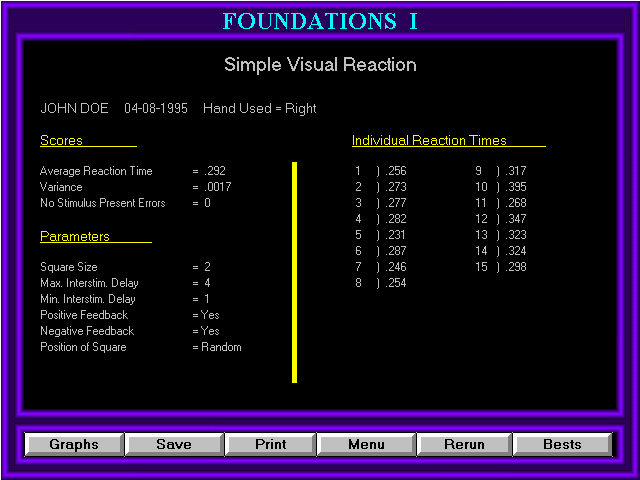 FOUNDATIONS I
Simple Visual Reaction
JOHN DOE 04-08-1995 Hand Used = Right
Scores
Average Reaction Time = .292
Variance = .0017
No Stimulus Present Errors = 0
Parameters
Square Size = 2
Max. Interstim. Delay = 4
Min. Interstim. Delay = 1
Positive Feedback = Yes
Negative Feedback = Yes
Position of Square = Random
Individual Reaction Times
1 ) .256 9 ) .317
2 ) .273 10 ) .395
3 ) .277 11 ) .268
4 ) .282 12 ) .347
5 ) .231 13 ) .323
6 ) .287 14 ) .324
7 ) .246 15 ) .298
8 ) .254
Graphs Save Print Menu Rerun Bests